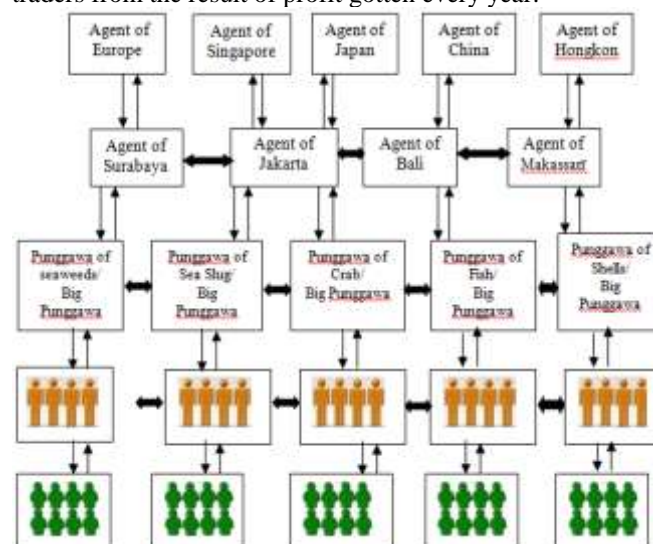 traders from the result of profit gotten every year.
Agent of
Europe
Agent of
Singapore
Agent of
Japan
Agent of
China
Agent of
Hongkon
Agent of
Surabaya
Agent of
Jakarta
Agent of
Bali
Agent of
Makassar
Punggawa of
seaweeds/
Big
Punggawa
Punggawa of
Sea Slug/
Big
Punggawa
Punggawa of
Crab/
Big Punggawa
Punggawa of
Fish/
Big
Punggawa
Punggawa of
Shells/
Big
Punggawa